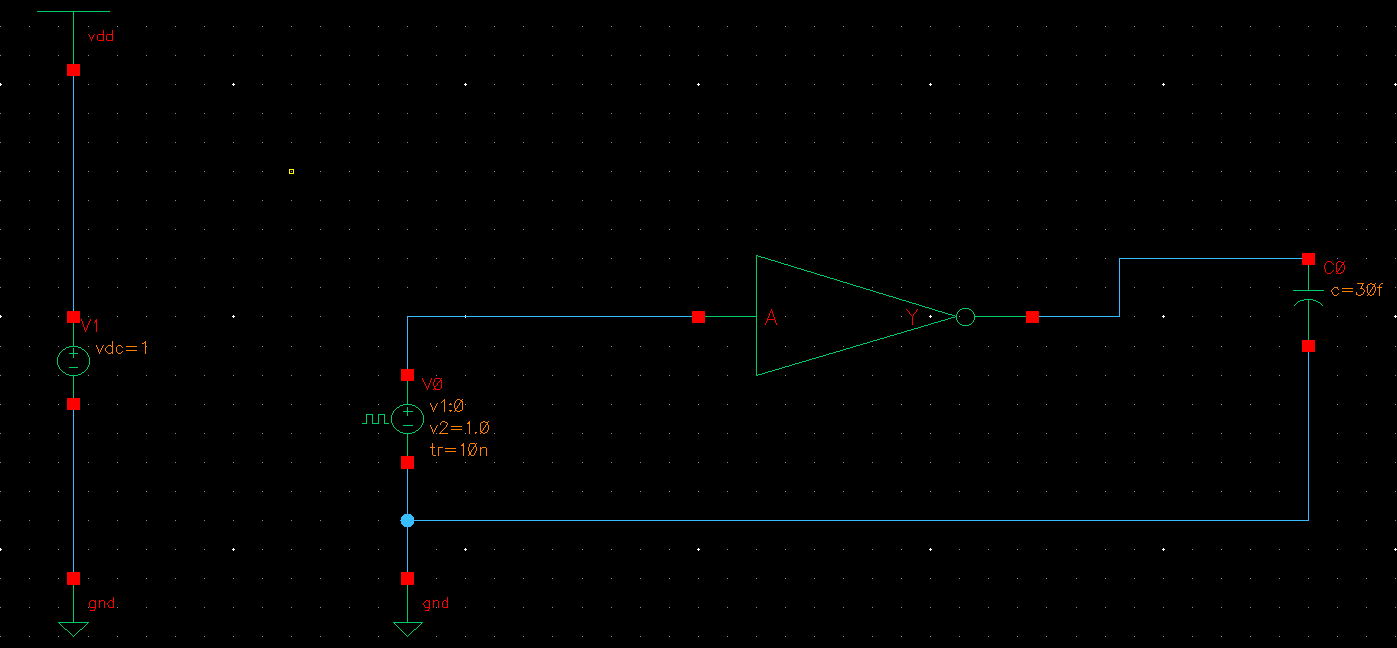 vdd
V1
vdc=1
gnd
V0
v1:0
v2=1.0
tr=10n
gnd
A
Y
C0
c=30f